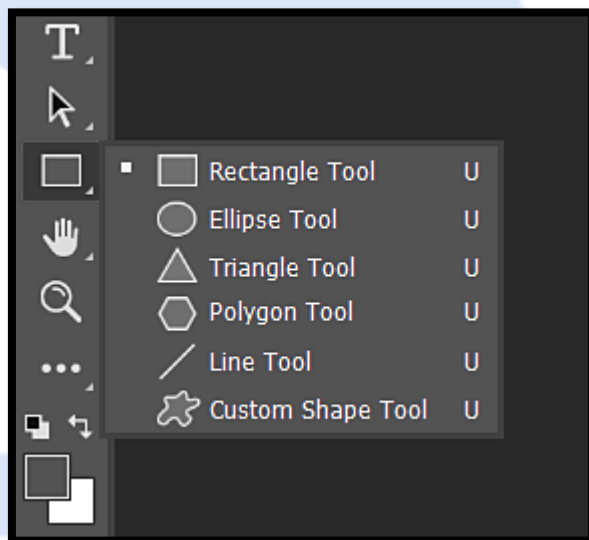 T
Rectangle Tool U
Ellipse Tool U
Triangle Tool U
Polygon Tool U
Line Tool U
Custom Shape Tool U